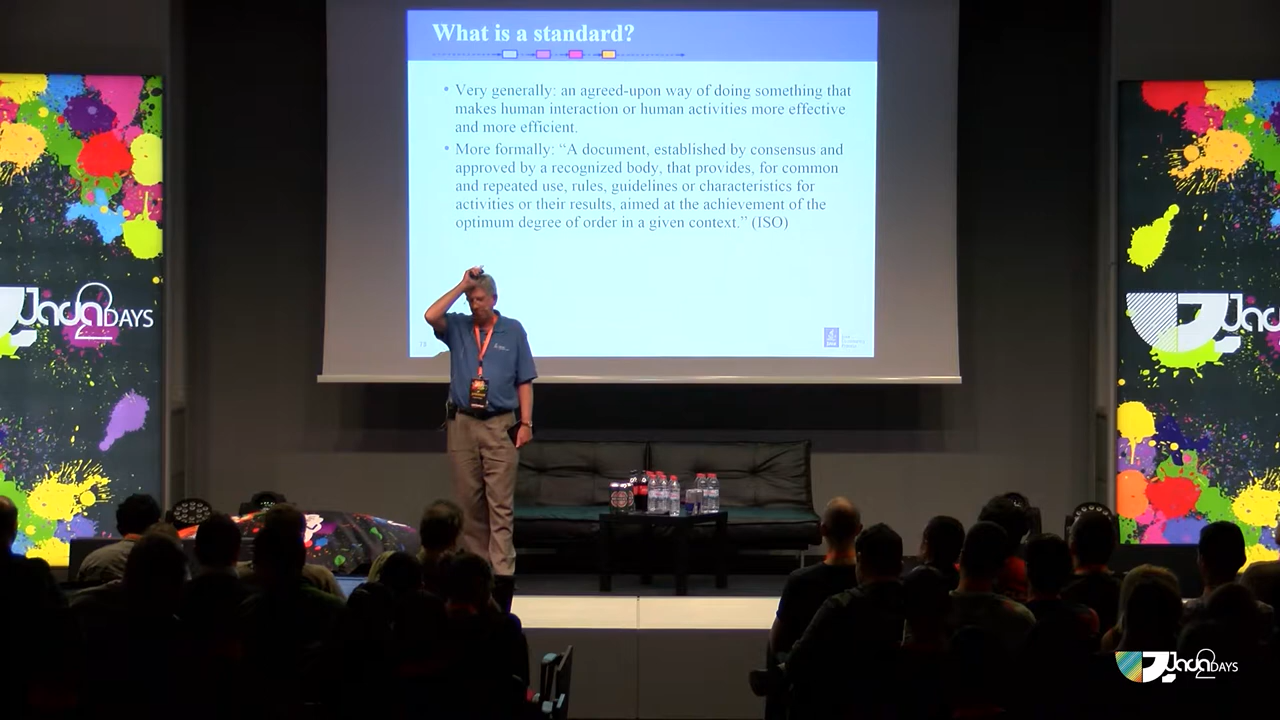 What is a standard?
• Very generally: an agreed-upon way of doing something that
makes human interaction or human activities more effective
and more efficient.
• More formally: “A document, established by consensus and
approved by a recognized body, that provides, for common
and repeated use, rules, guidelines or characteristics for
activities or their results, aimed at the achievement of the
optimum degree of order in a given context.” (ISO)
Java2DAYS
Java2DAYS